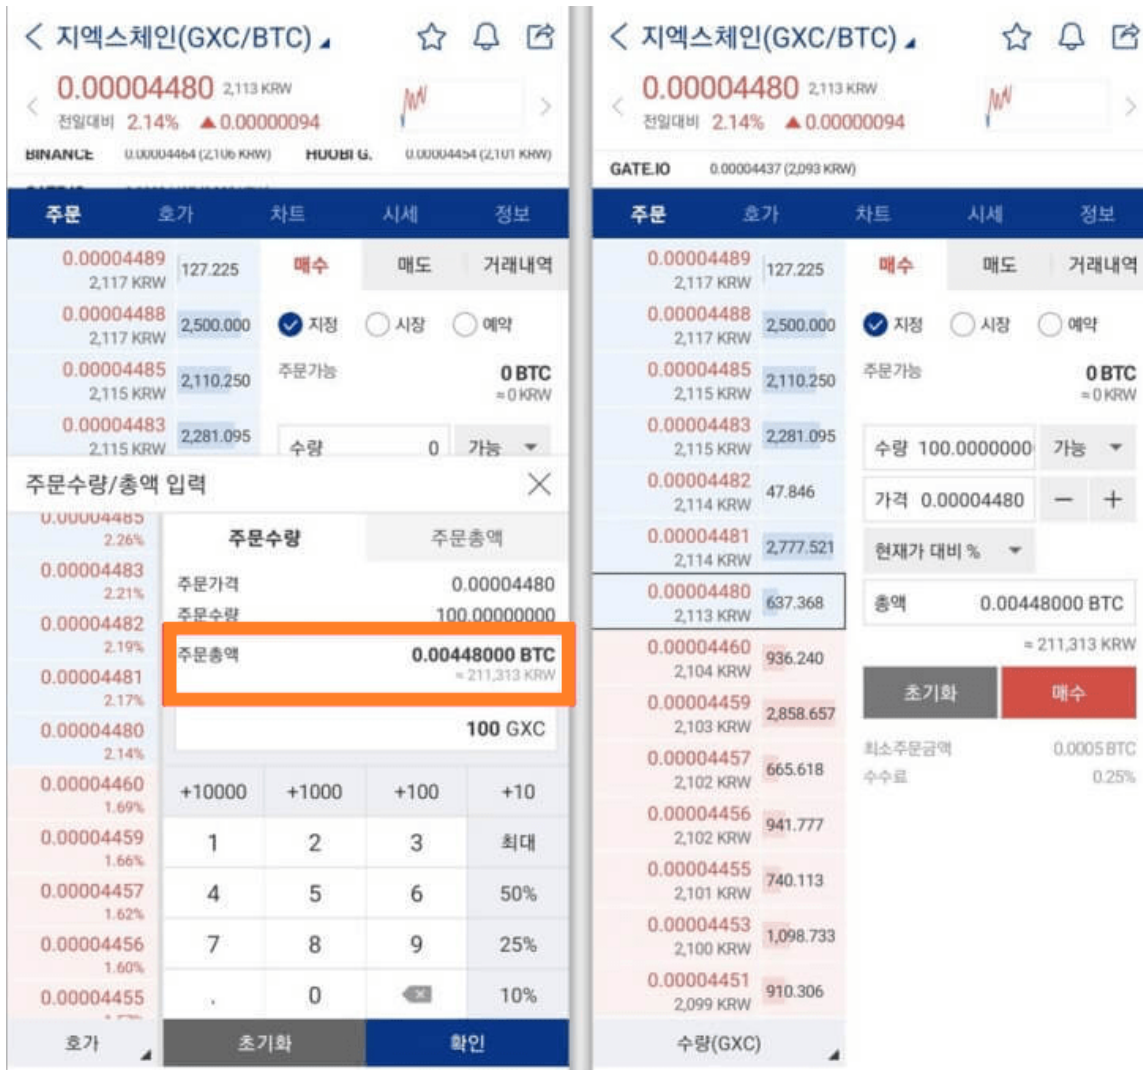 지엑스체인(GXC/BTC)
0.00004480 2,113 KRW
전일대비 2.14% ▲0.00000094
BINANCE 0.00004464 (2,106 KRW) HUOBI G. 0.00004454 (2,101 KRW)
주문 호가 차트 시세 정보
0.00004489 127.225
2,117 KRW
0.00004488 2,500.000
2,117 KRW
0.00004485 2,110.250
2,115 KRW
0.00004483 2,281.095
2,115 KRW
매수 매도 거래내역
지정 시장 예약
주문가능 0 BTC
≈ 0 KRW
수량 0 가능
주문수량/총액 입력
0.00004485
2.26%
0.00004483
2.21%
0.00004482
2.19%
0.00004481
2.17%
0.00004480
2.14%
0.00004460
1.69%
0.00004459
1.66%
0.00004457
1.62%
0.00004456
1.60%
0.00004455
호가
주문수량 주문총액
주문가격 0.00004480
주문수량 100.00000000
주문총액 0.00448000 BTC
≈ 211,313 KRW
100 GXC
+10000 +1000 +100 +10
1 2 3 최대
4 5 6 50%
7 8 9 25%
. 0 10%
초기화 확인
지엑스체인(GXC/BTC)
0.00004480 2,113 KRW
전일대비 2.14% ▲0.00000094
GATE.IO 0.00004437 (2,093 KRW)
주문 호가 차트 시세 정보
0.00004489 127.225
2,117 KRW
0.00004488 2,500.000
2,117 KRW
0.00004485 2,110.250
2,115 KRW
0.00004483 2,281.095
2,115 KRW
0.00004482 47.846
2,114 KRW
0.00004481 2,777.521
2,114 KRW
0.00004480 637.368
2,113 KRW
0.00004460 936.240
2,104 KRW
0.00004459 2,858.657
2,103 KRW
0.00004457 665.618
2,102 KRW
0.00004456 941.777
2,102 KRW
0.00004455 740.113
2,101 KRW
0.00004453 1,098.733
2,100 KRW
0.00004451 910.306
2,099 KRW
수량(GXC)
매수 매도 거래내역
지정 시장 예약
주문가능 0 BTC
≈ 0 KRW
수량 100.0000000 가능
가격 0.00004480 − +
현재가 대비 %
총액 0.00448000 BTC
≈ 211,313 KRW
초기화 매수
최소주문금액 0.0005 BTC
수수료 0.25%